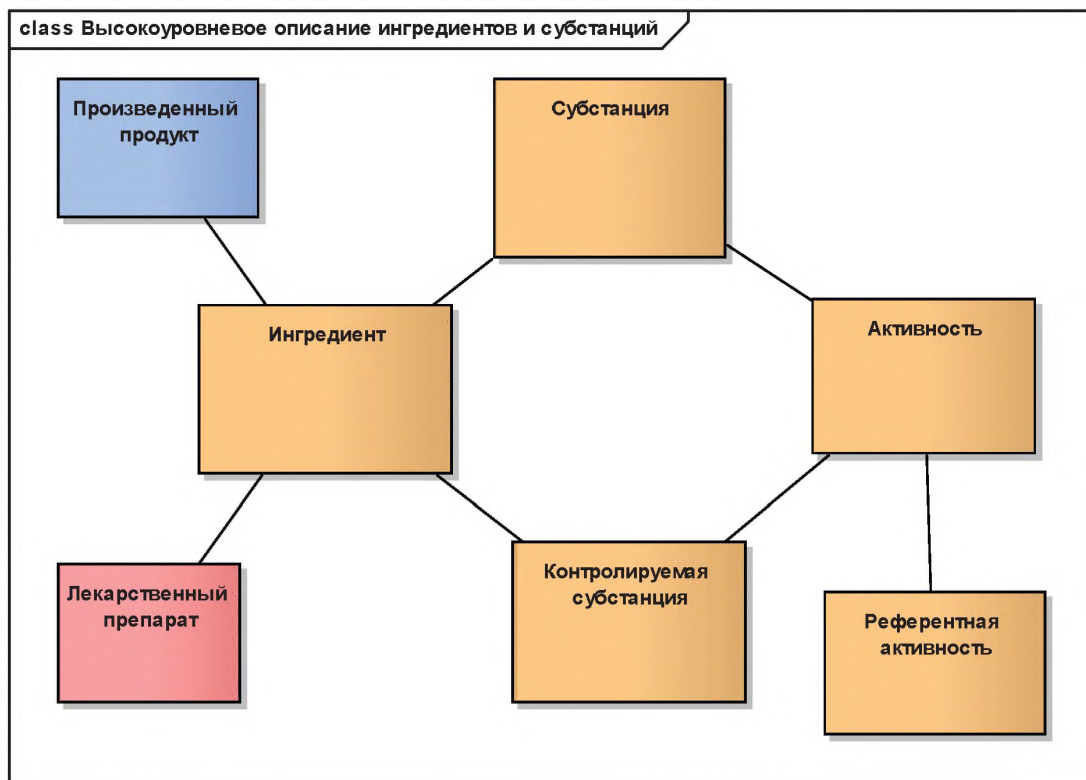 class Высокоуровневое описание ингредиентов и субстанций
Произведенный
продукт
Субстанция
Ингредиент
Активность
Лекарственный
препарат
Контролируемая
субстанция
Референтная
активность